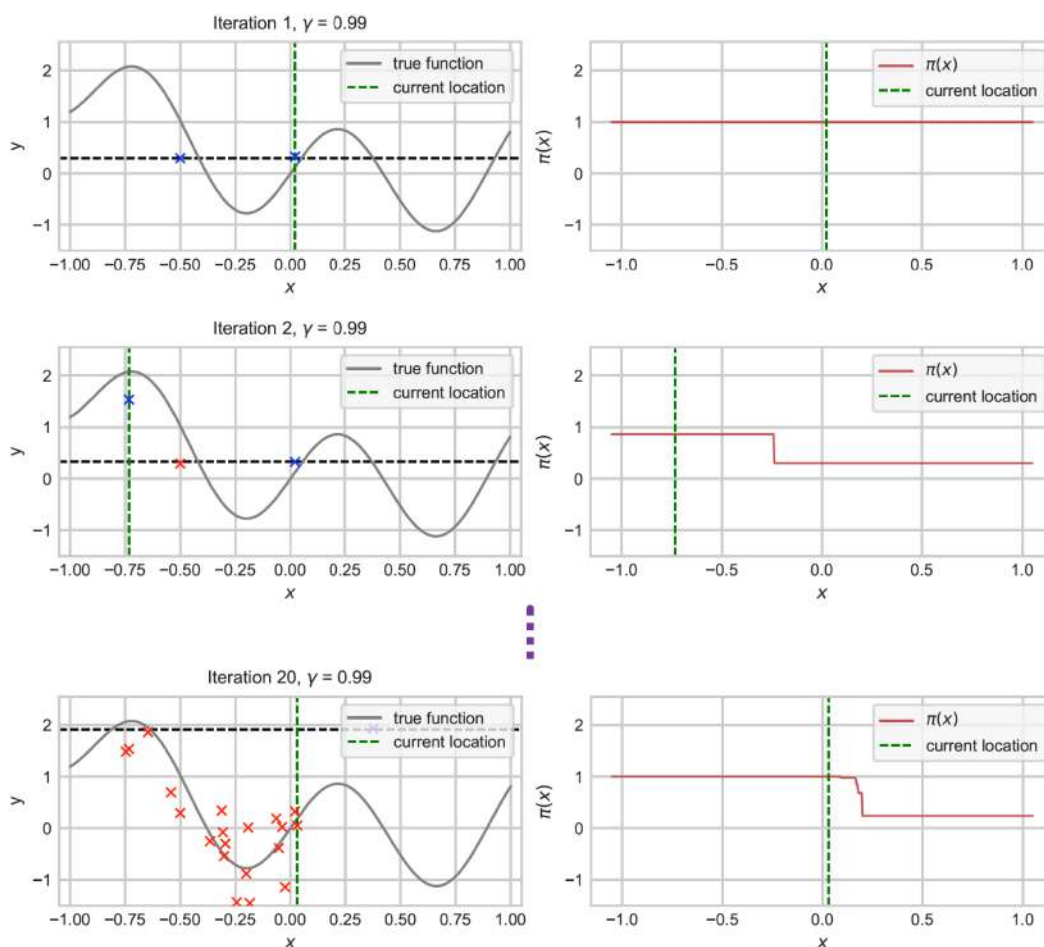 Iteration 1, γ = 0.99
true function
current location
2
1
0
−1
y
−1.00 −0.75 −0.50 −0.25 0.00 0.25 0.50 0.75 1.00
x
π(x)
current location
2
1
0
−1
π(x)
−1.0 −0.5 0.0 0.5 1.0
x
Iteration 2, γ = 0.99
true function
current location
2
1
0
−1
y
−1.00 −0.75 −0.50 −0.25 0.00 0.25 0.50 0.75 1.00
x
π(x)
current location
2
1
0
−1
π(x)
−1.0 −0.5 0.0 0.5 1.0
x
Iteration 20, γ = 0.99
true function
current location
2
1
0
−1
y
−1.00 −0.75 −0.50 −0.25 0.00 0.25 0.50 0.75 1.00
x
π(x)
current location
2
1
0
−1
π(x)
−1.0 −0.5 0.0 0.5 1.0
x